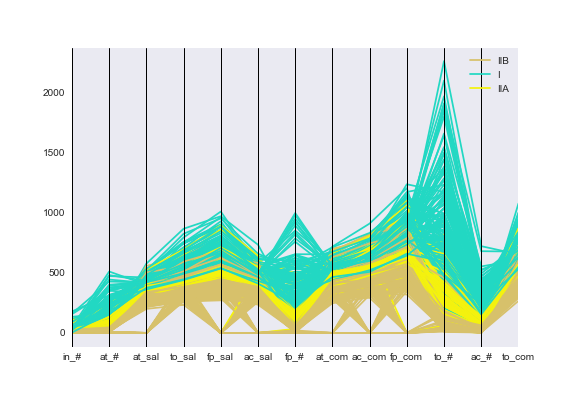 2000
1500
1000
500
0
IIB
I
IIA
in_# at_# at_sal to_sal fp_sal ac_sal fp_# at_com ac_com fp_com to_# ac_# to_com